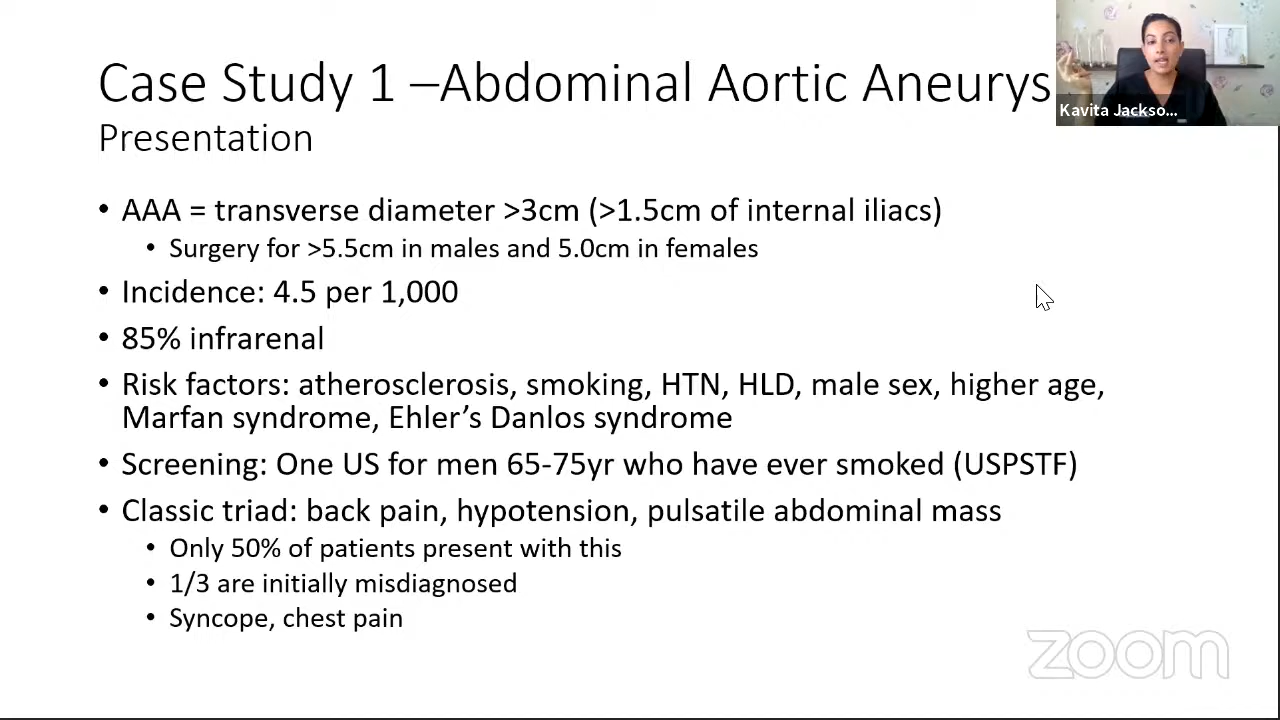 Case Study 1 –Abdominal Aortic Aneurys
Presentation
Kavita Jackso...
• AAA = transverse diameter >3cm (>1.5cm of internal iliacs)
• Surgery for >5.5cm in males and 5.0cm in females
• Incidence: 4.5 per 1,000
• 85% infrarenal
• Risk factors: atherosclerosis, smoking, HTN, HLD, male sex, higher age,
Marfan syndrome, Ehler’s Danlos syndrome
• Screening: One US for men 65-75yr who have ever smoked (USPSTF)
• Classic triad: back pain, hypotension, pulsatile abdominal mass
• Only 50% of patients present with this
• 1/3 are initially misdiagnosed
• Syncope, chest pain
zoom